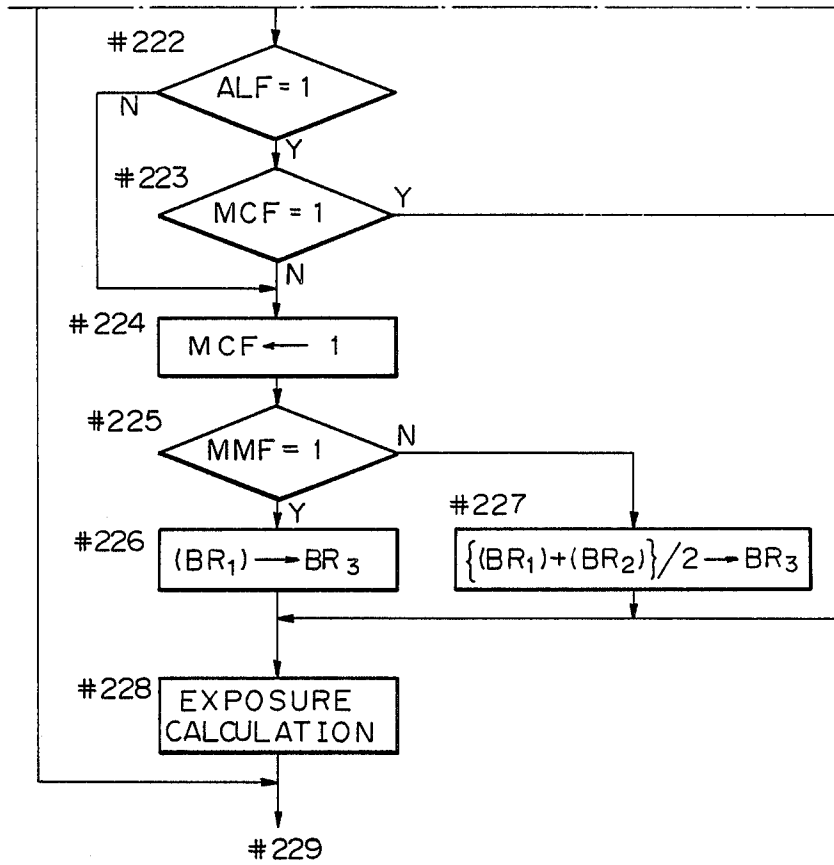 #222
ALF = 1
N
Y
#223
MCF = 1
Y
N
#224
MCF ← 1
#225
MMF = 1
N
Y
#227
#226
(BR₁) → BR₃
{(BR₁)+(BR₂)}/2 → BR₃
#228
EXPOSURE
CALCULATION
#229